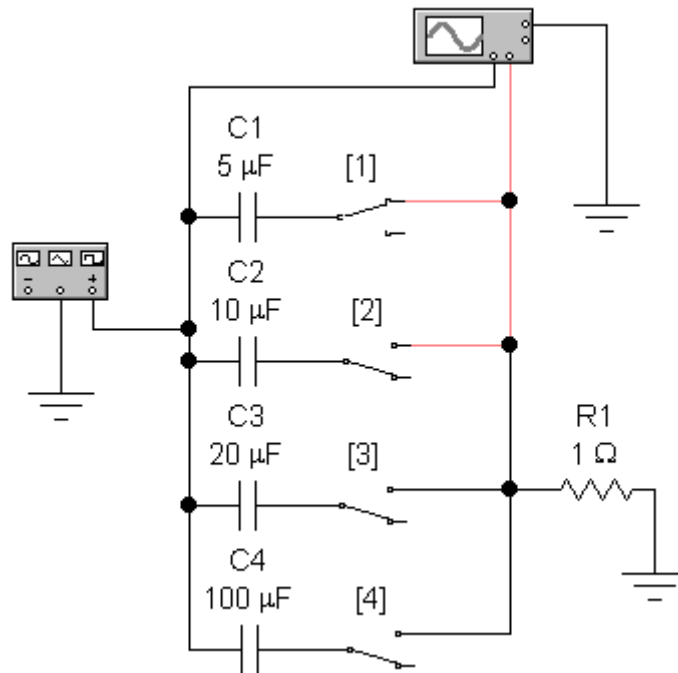 C1
5 µF
[1]
C2
10 µF
[2]
− +
C3
20 µF
[3]
R1
1 Ω
C4
100 µF
[4]